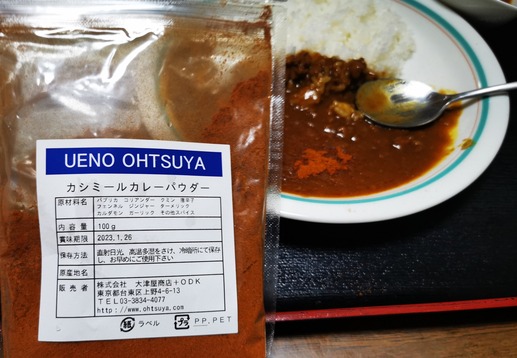 UENO OHTSUYA
カシミールカレーパウダー
原材料名 パプリカ コリアンダー クミン 唐辛子
フェンネル ジンジャー ターメリック
カルダモン ガーリック その他スパイス
内容量 100g
賞味期限 2023.1.26
保存方法 直射日光、高温多湿をさけ、冷暗所にて保存
し、お早めにご使用下さい
原産地名
販売者 株式会社 大津屋商店+ODK
東京都台東区上野4-6-13
TEL03-3834-4077
http://www.ohtsuya.com/
紙 ラベル プラ PP,PET